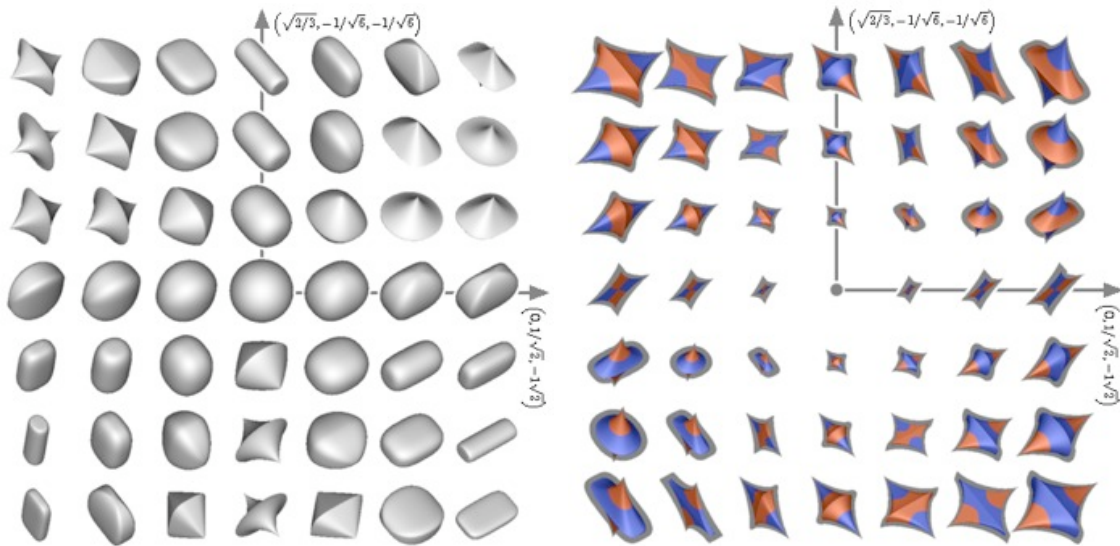 (√2/3, −1/√6, −1/√6)
(0, 1/√2, −1√2)
(√2/3, −1/√6, −1/√6)
(0, 1/√2, −1√2)